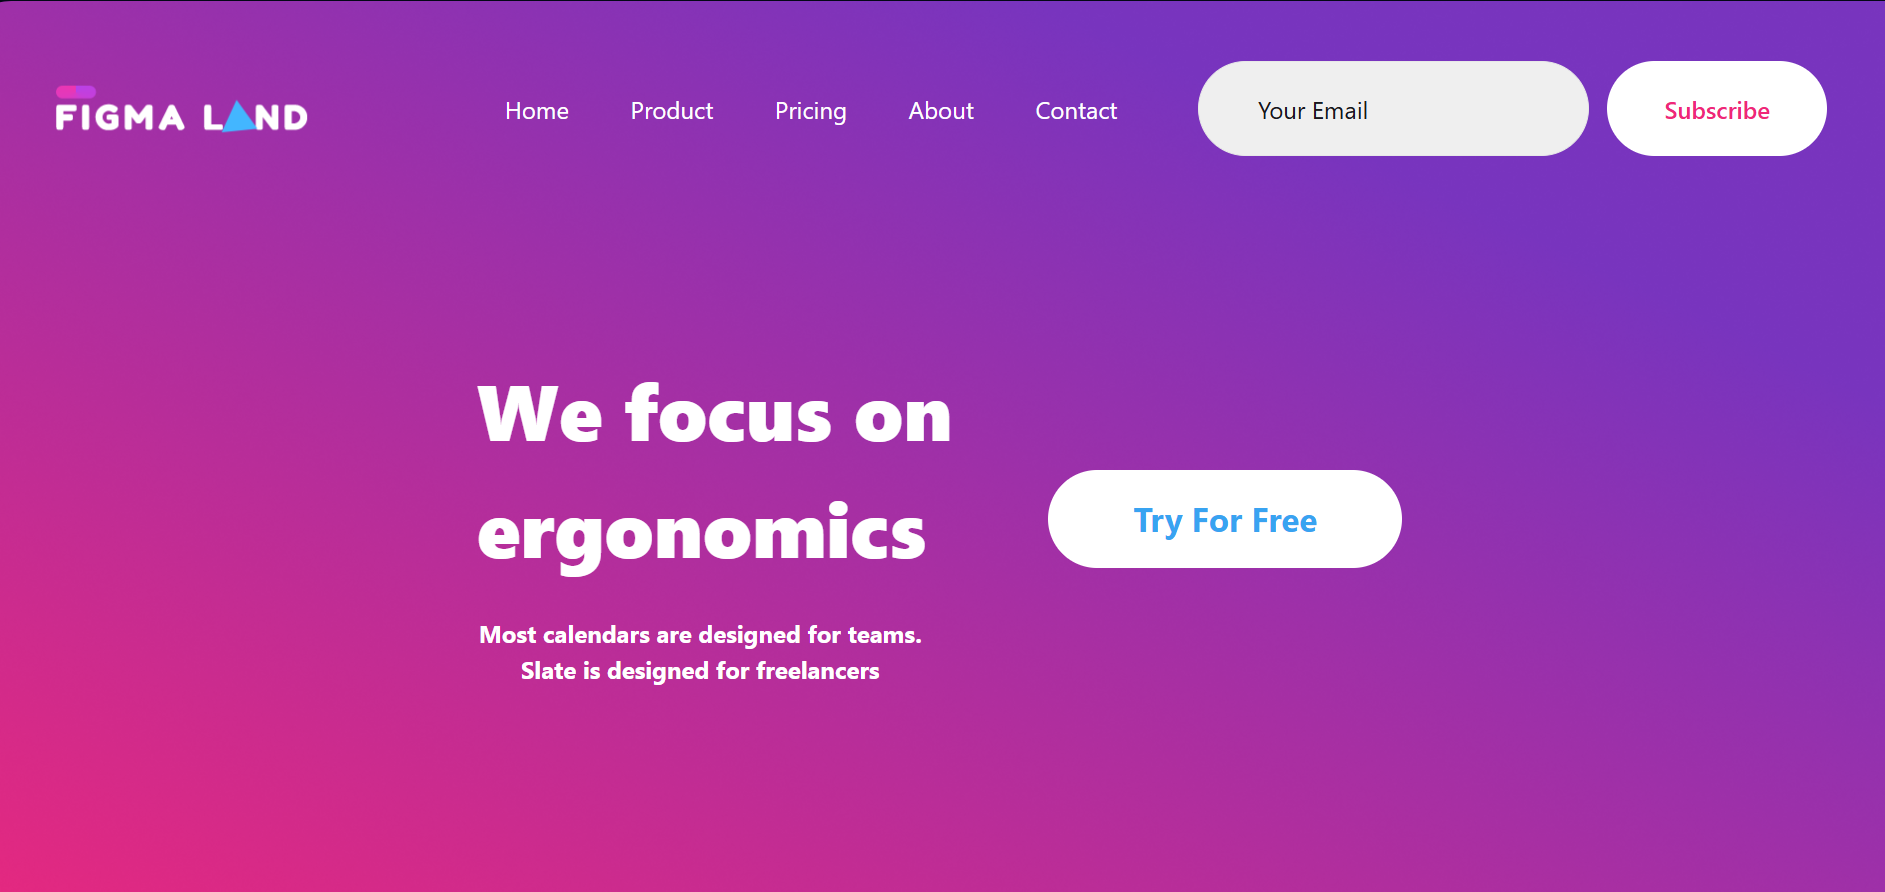 FIGMA LAND
Home Product Pricing About Contact
Your Email
Subscribe
We focus on
ergonomics
Try For Free
Most calendars are designed for teams.
Slate is designed for freelancers